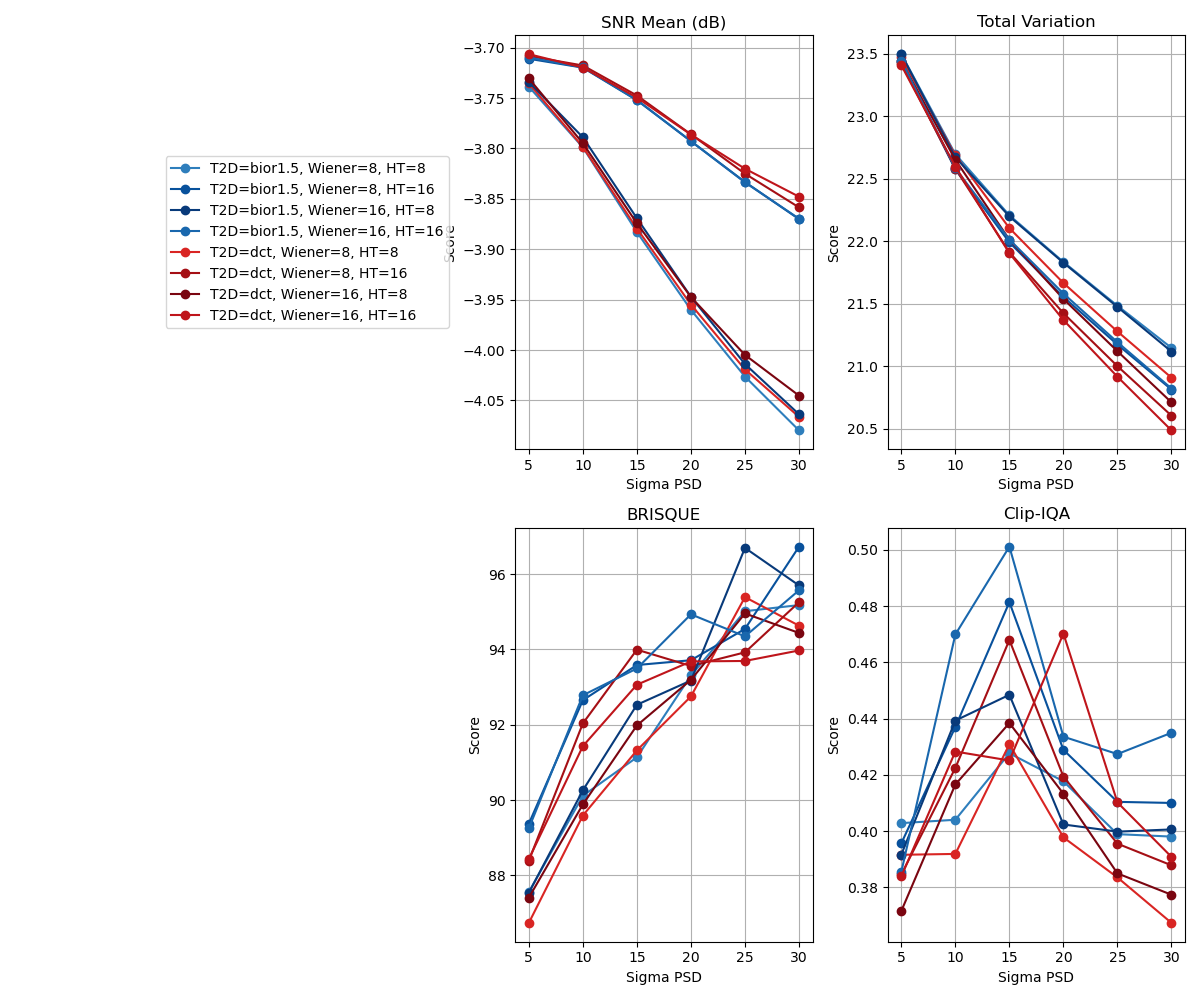 SNR Mean (dB)
−3.70
−3.75
−3.80
−3.85
−3.90
−3.95
−4.00
−4.05
Score
5 10 15 20 25 30
Sigma PSD
Total Variation
23.5
23.0
22.5
22.0
21.5
21.0
20.5
Score
5 10 15 20 25 30
Sigma PSD
T2D=bior1.5, Wiener=8, HT=8
T2D=bior1.5, Wiener=8, HT=16
T2D=bior1.5, Wiener=16, HT=8
T2D=bior1.5, Wiener=16, HT=16
T2D=dct, Wiener=8, HT=8
T2D=dct, Wiener=8, HT=16
T2D=dct, Wiener=16, HT=8
T2D=dct, Wiener=16, HT=16
BRISQUE
96
94
92
90
88
Score
5 10 15 20 25 30
Sigma PSD
Clip-IQA
0.50
0.48
0.46
0.44
0.42
0.40
0.38
Score
5 10 15 20 25 30
Sigma PSD